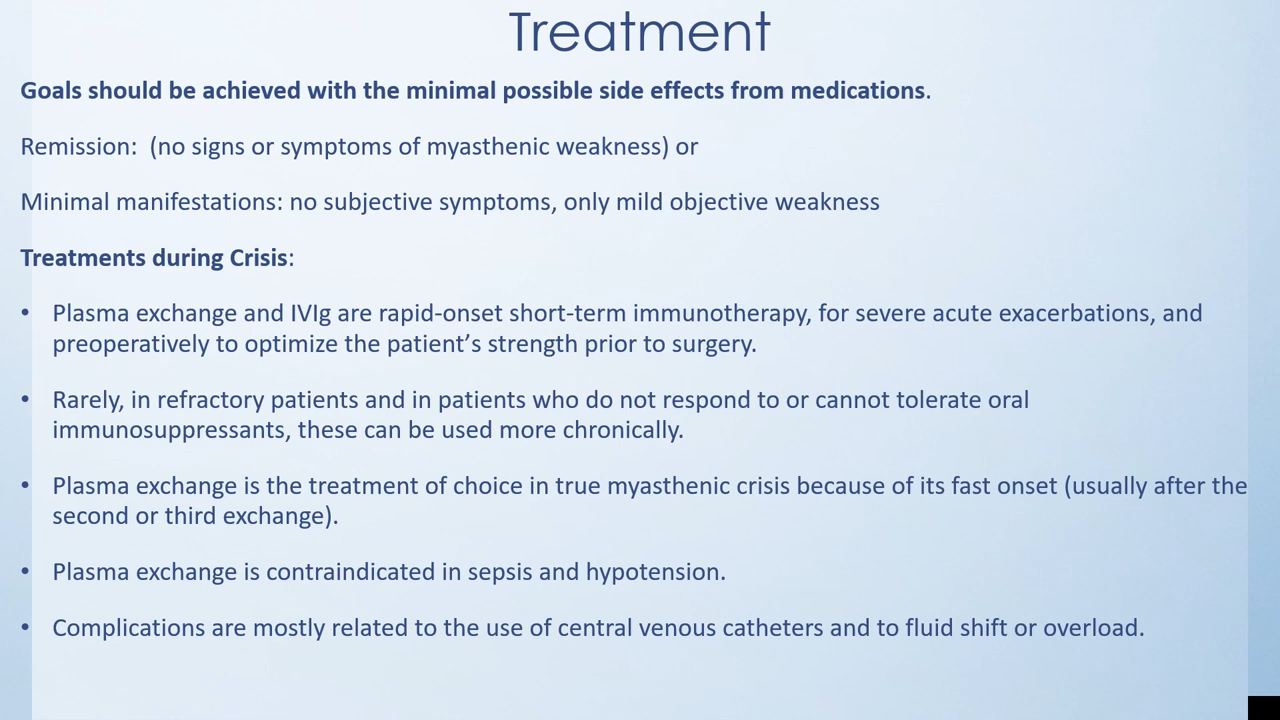 Treatment
Goals should be achieved with the minimal possible side effects from medications.
Remission:  (no signs or symptoms of myasthenic weakness) or
Minimal manifestations: no subjective symptoms, only mild objective weakness
Treatments during Crisis:
• Plasma exchange and IVIg are rapid-onset short-term immunotherapy, for severe acute exacerbations, and
preoperatively to optimize the patient’s strength prior to surgery.
• Rarely, in refractory patients and in patients who do not respond to or cannot tolerate oral
immunosuppressants, these can be used more chronically.
• Plasma exchange is the treatment of choice in true myasthenic crisis because of its fast onset (usually after the
second or third exchange).
• Plasma exchange is contraindicated in sepsis and hypotension.
• Complications are mostly related to the use of central venous catheters and to fluid shift or overload.